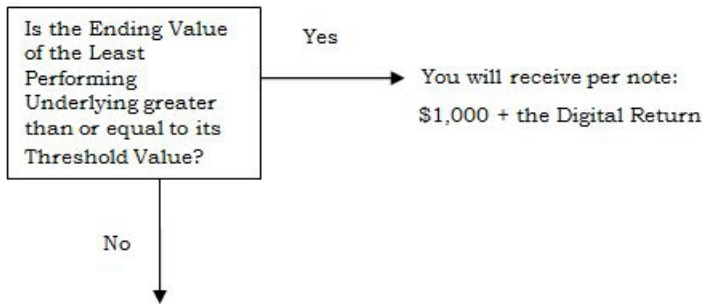 Is the Ending Value
of the Least
Performing
Underlying greater
than or equal to its
Threshold Value?
Yes
You will receive per note:
$1,000 + the Digital Return
No